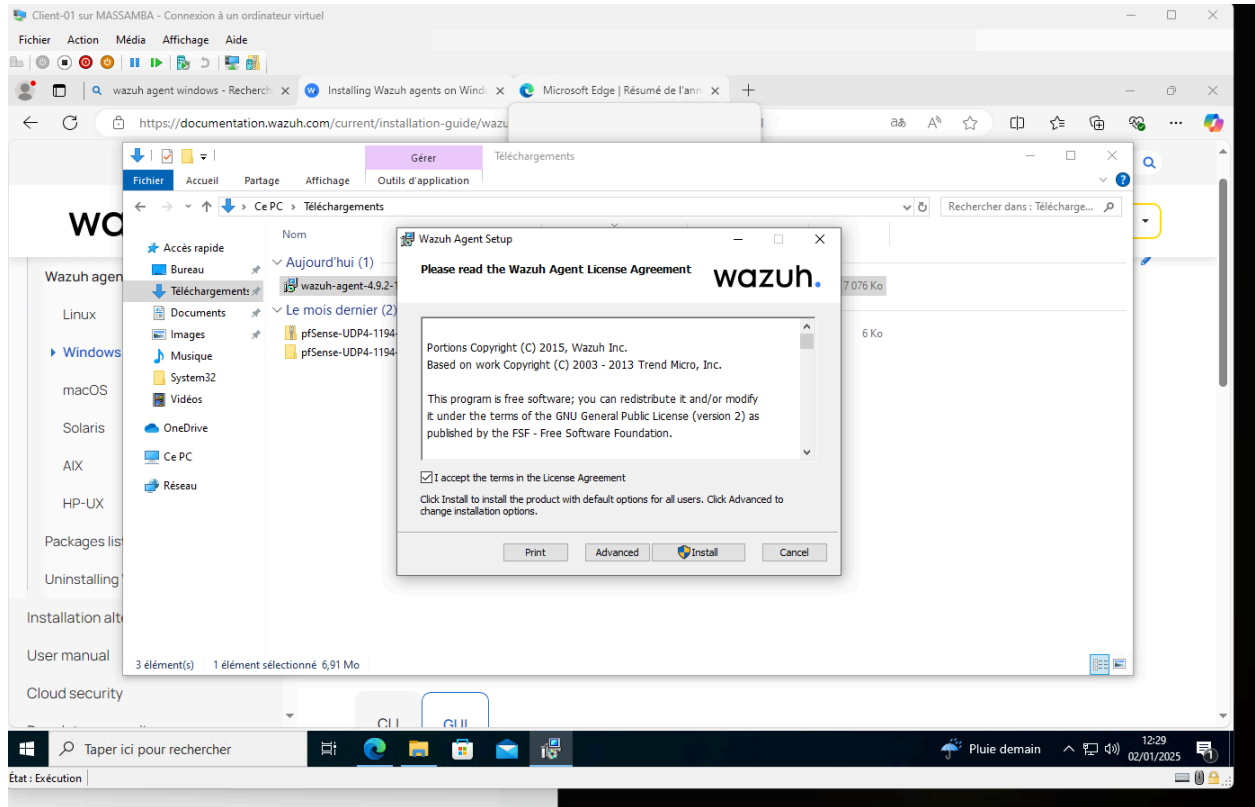 Client-01 sur MASSAMBA - Connexion à un ordinateur virtuel
Fichier Action Média Affichage Aide
wazuh agent windows - Recherch
Installing Wazuh agents on Wind
Microsoft Edge | Résumé de l'ann
https://documentation.wazuh.com/current/installation-guide/wazu
Gérer
Téléchargements
Fichier Accueil Partage Affichage Outils d'application
Ce PC › Téléchargements
Rechercher dans : Télécharge...
Nom
Accès rapide
Bureau
Téléchargements
Documents
Images
Musique
System32
Vidéos
OneDrive
Ce PC
Réseau
Aujourd'hui (1)
wazuh-agent-4.9.2-1
7 076 Ko
Le mois dernier (2)
pfSense-UDP4-1194-
6 Ko
pfSense-UDP4-1194-
3 élément(s)
1 élément sélectionné 6,91 Mo
Wazuh Agent Setup
Please read the Wazuh Agent License Agreement
wazuh.
Portions Copyright (C) 2015, Wazuh Inc.
Based on work Copyright (C) 2003 - 2013 Trend Micro, Inc.
This program is free software; you can redistribute it and/or modify
it under the terms of the GNU General Public License (version 2) as
published by the FSF - Free Software Foundation.
I accept the terms in the License Agreement
Click Install to install the product with default options for all users. Click Advanced to
change installation options.
Print Advanced Install Cancel
wa
Wazuh agen
Linux
Windows
macOS
Solaris
AIX
HP-UX
Packages lis
Uninstalling
Installation alte
User manual
Cloud security
CLI
GUI
Taper ici pour rechercher
Pluie demain
12:29
02/01/2025
1
État : Exécution